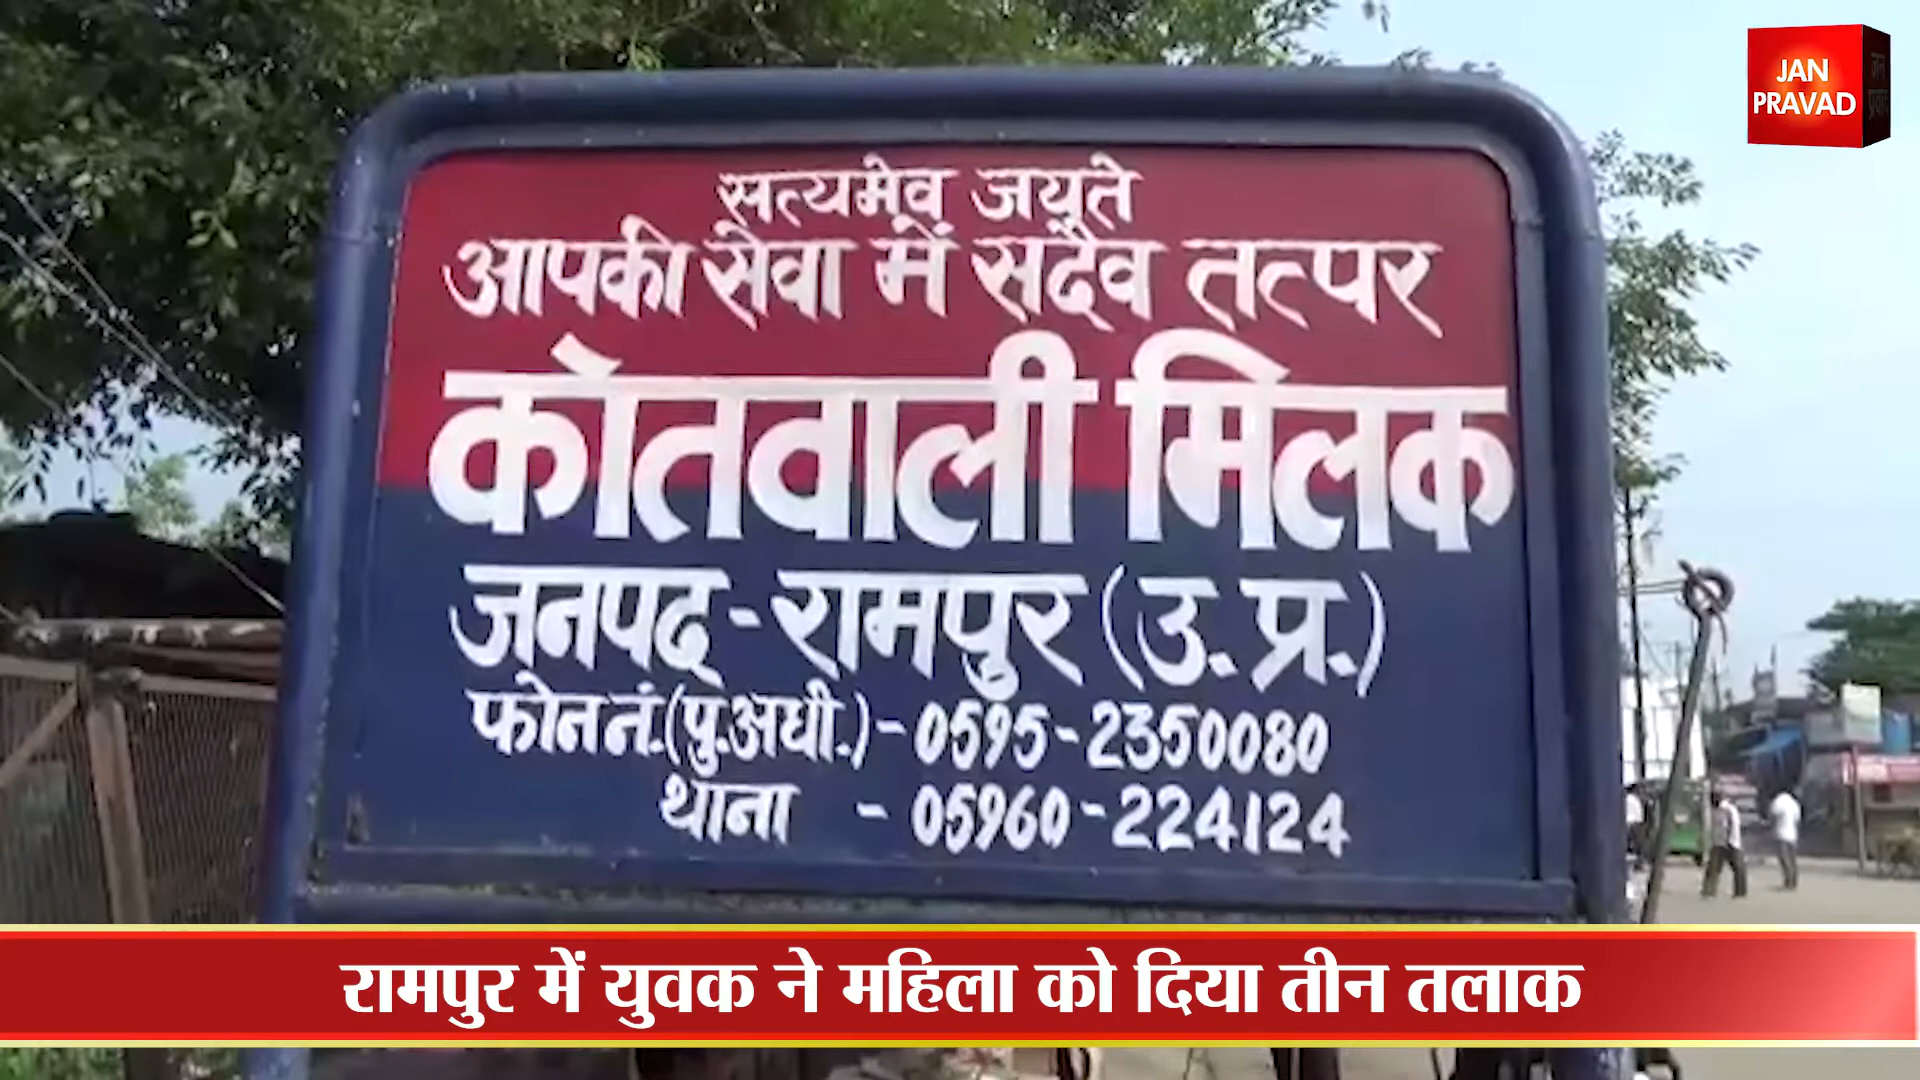 JAN
PRAVAD
सत्यमेव जयते
आपकी सेवा में सदैव तत्पर
कोतवाली मिलक
जनपद-रामपुर (उ.प्र.)
फोन नं.(पु.अधी.)-0595-2350080
थाना - 05960-224124
रामपुर में युवक ने महिला को दिया तीन तलाक